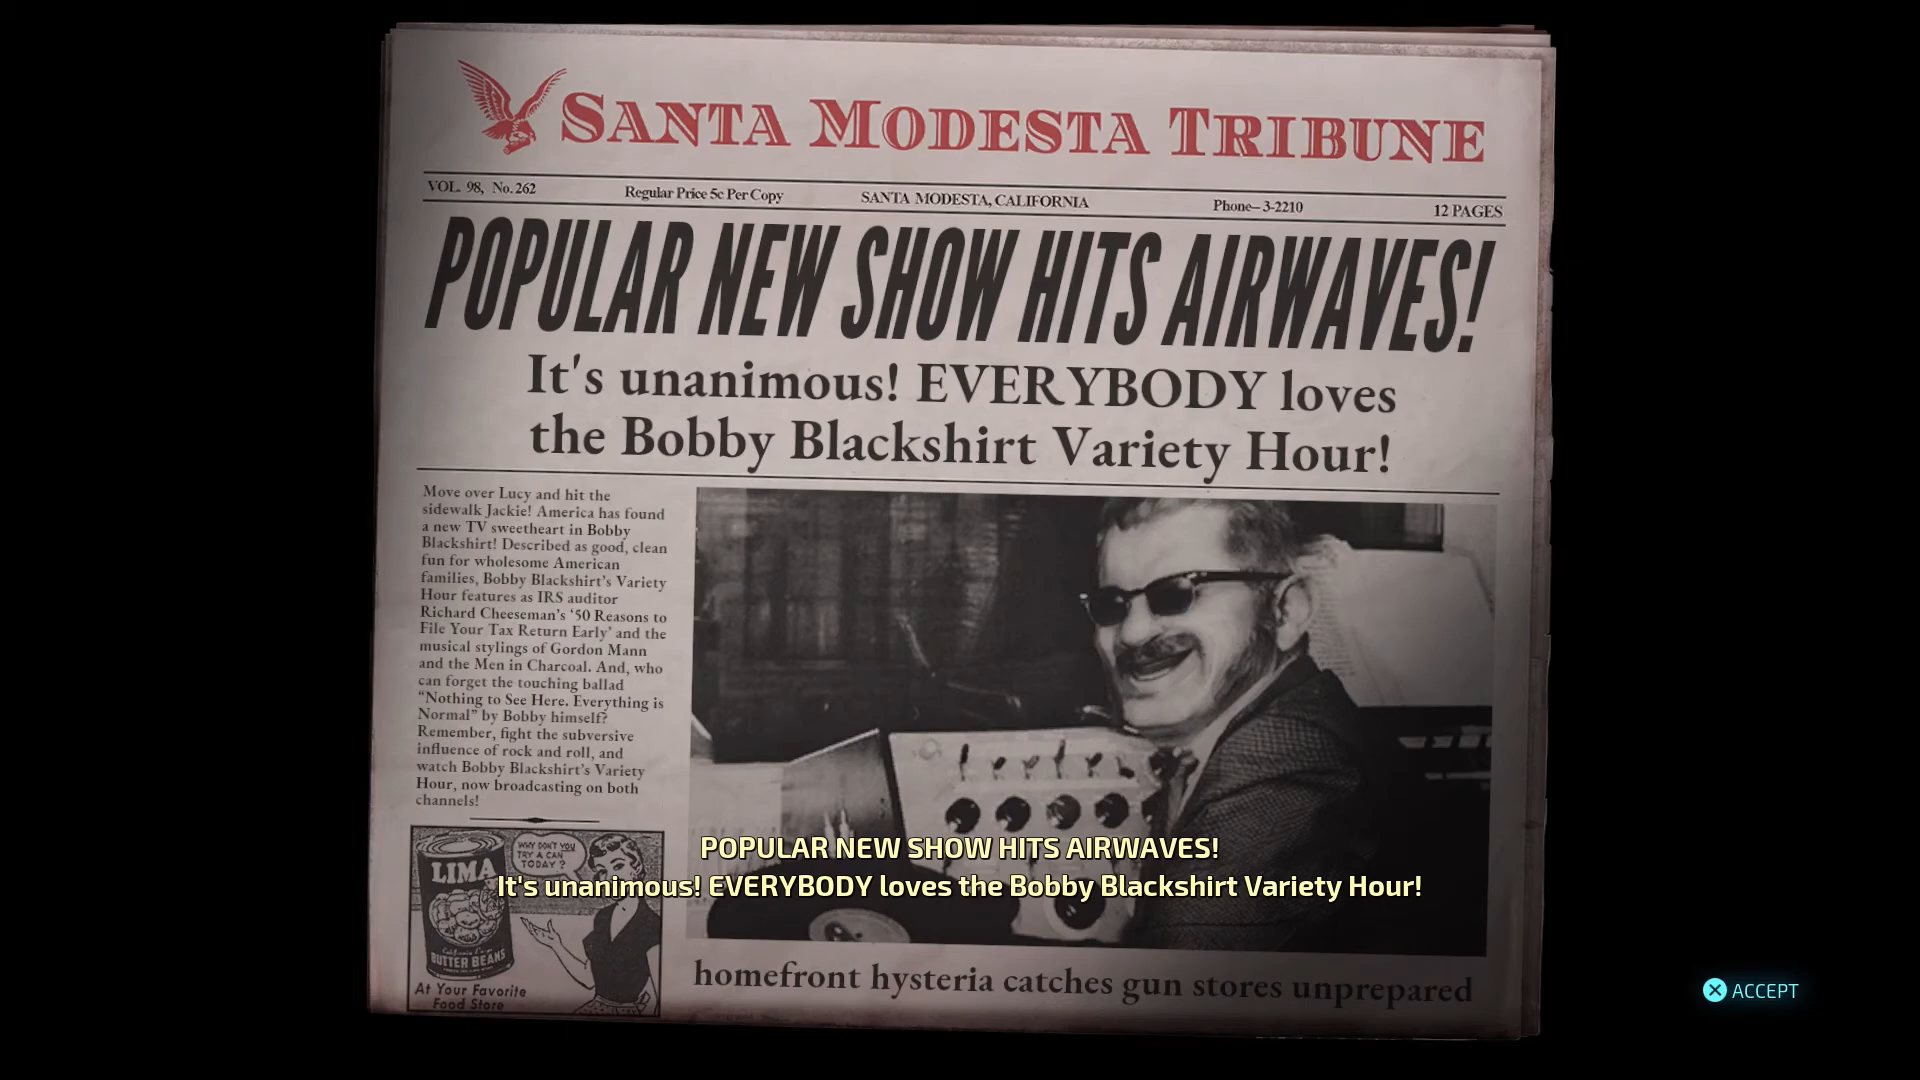 SANTA MODESTA TRIBUNE
VOL. 98, No. 262 Regular Price 5c Per Copy SANTA MODESTA, CALIFORNIA Phone–3-2210 12 PAGES
POPULAR NEW SHOW HITS AIRWAVES!
It's unanimous! EVERYBODY loves
the Bobby Blackshirt Variety Hour!
Move over Lucy and hit the
sidewalk Jackie! America has found
a new TV sweetheart in Bobby
Blackshirt! Described as good, clean
fun for wholesome American
families, Bobby Blackshirt's Variety
Hour features as IRS auditor
Richard Cheeseman's '50 Reasons to
File Your Tax Return Early' and the
musical stylings of Gordon Mann
and the Men in Charcoal. And, who
can forget the touching ballad
“Nothing to See Here. Everything is
Normal” by Bobby himself?
Remember, fight the subversive
influence of rock and roll, and
watch Bobby Blackshirt's Variety
Hour, now broadcasting on both
channels!
WHY DON'T YOU
TRY A CAN
TODAY?
LIMA
BUTTER BEANS
At Your Favorite
Food Store
POPULAR NEW SHOW HITS AIRWAVES!
It's unanimous! EVERYBODY loves the Bobby Blackshirt Variety Hour!
homefront hysteria catches gun stores unprepared
ACCEPT